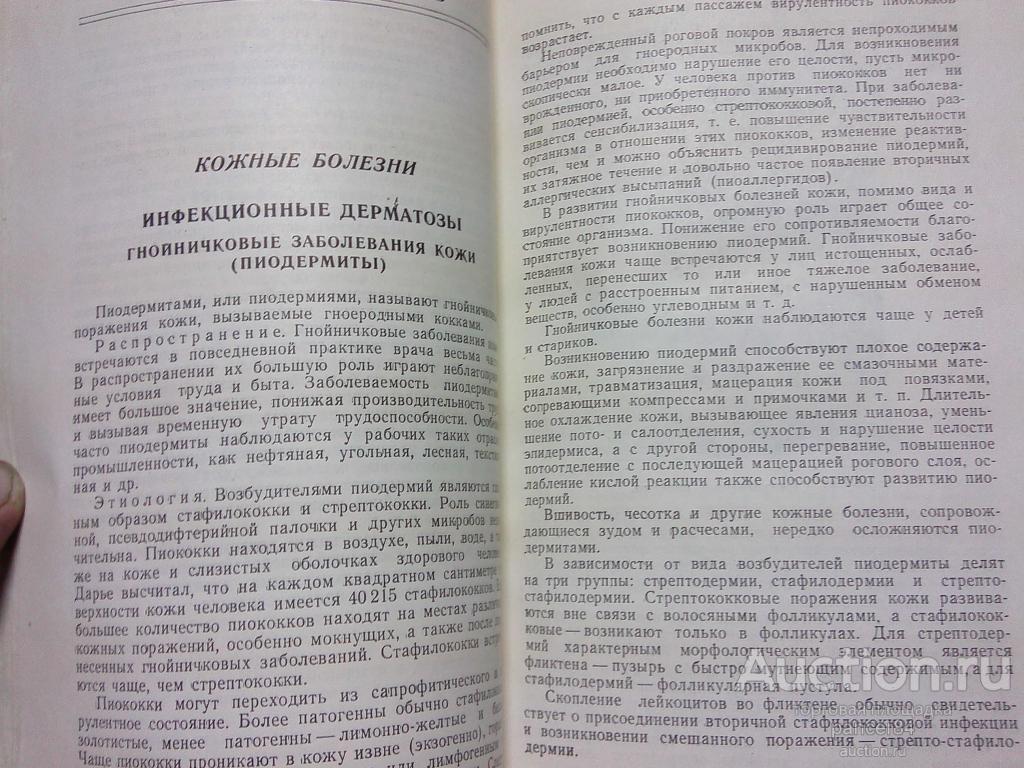 КОЖНЫЕ БОЛЕЗНИ
ИНФЕКЦИОННЫЕ ДЕРМАТОЗЫ
ГНОЙНИЧКОВЫЕ ЗАБОЛЕВАНИЯ КОЖИ
(ПИОДЕРМИТЫ)
Пиодермитами, или пиодермиями, называют
поражения кожи, вызываемые гноеродными кокками.
Распространение. Гнойничковые заболевания
встречаются в повседневной практике врача весьма
В распространении их большую роль играют
ные условия труда и быта. Заболеваемость
имеет большое значение, понижая производительность
и вызывая временную утрату трудоспособности.
часто пиодермиты наблюдаются у рабочих таких
промышленности, как нефтяная, угольная, лесная,
ная и др.
Этиология. Возбудителями пиодермий являются
ным образом стафилококки и стрептококки. Роль
ной, псевдодифтерийной палочки и других микробов
чительна. Пиококки находятся в воздухе, пыли, воде, а
же на коже и слизистых оболочках здорового
Дарье высчитал, что на каждом квадратном сантиметре
верхности кожи человека имеется 40 215 стафилококков.
большее количество пиококков находят на местах
кожных поражений, особенно мокнущих, а также после
несенных гнойничковых заболеваний. Стафилококки
ются чаще, чем стрептококки.
Пиококки могут переходить из сапрофитного в
рулентное состояние. Более патогенны обычно
золотистые, менее патогенны — лимонно-желтые и
Чаще пиококки проникают в кожу извне (экзогенно),
или лимфогенным
помнить, что с каждым пассажем вирулентность пиококков
возрастает.
Неповрежденный роговой покров является непроходимым
барьером для гноеродных микробов. Для возникновения
пиодермии необходимо нарушение его целости, пусть микро-
скопически малое. У человека против пиококков нет ни
врожденного, ни приобретенного иммунитета. При заболева-
нии пиодермией, особенно стрептококковой, постепенно раз-
вивается сенсибилизация, т. е. повышение чувствительности
организма в отношении этих пиококков, изменение реактив-
ности, чем и можно объяснить рецидивирование пиодермий,
их затяжное течение и довольно частое появление вторичных
аллергических высыпаний (пиоаллергидов).
В развитии гнойничковых болезней кожи, помимо вида и
вирулентности пиококков, огромную роль играет общее со-
стояние организма. Понижение его сопротивляемости благо-
приятствует возникновению пиодермий. Гнойничковые забо-
левания кожи чаще встречаются у лиц истощенных, ослаб-
ленных, перенесших то или иное тяжелое заболевание,
у людей с расстроенным питанием, с нарушенным обменом
веществ, особенно углеводным и т. д.
Гнойничковые болезни кожи наблюдаются чаще у детей
и стариков.
Возникновению пиодермий способствуют плохое содержа-
ние кожи, загрязнение и раздражение ее смазочными мате-
риалами, травматизация, мацерация кожи под повязками,
согревающими компрессами и примочками и т. п. Длитель-
ное охлаждение кожи, вызывающее явления цианоза, умень-
шение пото- и салоотделения, сухость и нарушение целости
эпидермиса, а с другой стороны, перегревание, повышенное
потоотделение с последующей мацерацией рогового слоя, ос-
лабление кислой реакции также способствуют развитию пио-
дермий.
Вшивость, чесотка и другие кожные болезни, сопровож-
дающиеся зудом и расчесами, нередко осложняются пио-
дермитами.
В зависимости от вида возбудителей пиодермиты делят
на три группы: стрептодермии, стафилодермии и стрепто-
стафилодермии. Стрептококковые поражения кожи развива-
ются вне связи с волосяными фолликулами, а стафилокок-
ковые — возникают только в фолликулах. Для стрептодер-
мий характерным морфологическим элементом является
фликтена — пузырь с быстро мутнеющим содержимым, а для
стафилодермий — фолликулярная пустула.
Скопление лейкоцитов во фликтене обычно свидетель-
ствует о присоединении вторичной стафилококковой инфекции
и возникновении смешанного поражения — стрепто-стафило-
дермии.
Auction.ru
торговая площадка
pancer84
auction.ru